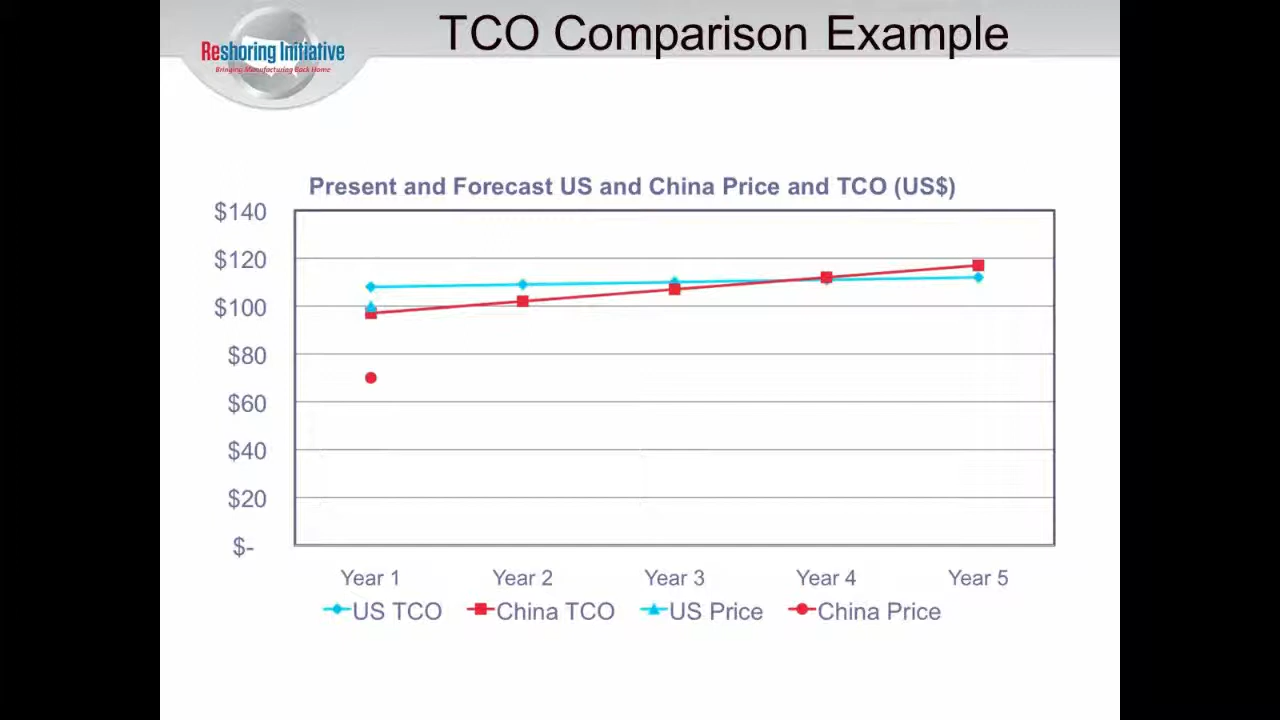 TCO Comparison Example
Reshoring Initiative
Bringing Manufacturing Back Home
Present and Forecast US and China Price and TCO (US$)
$140
$120
$100
$80
$60
$40
$20
$-
Year 1 Year 2 Year 3 Year 4 Year 5
US TCO China TCO US Price China Price